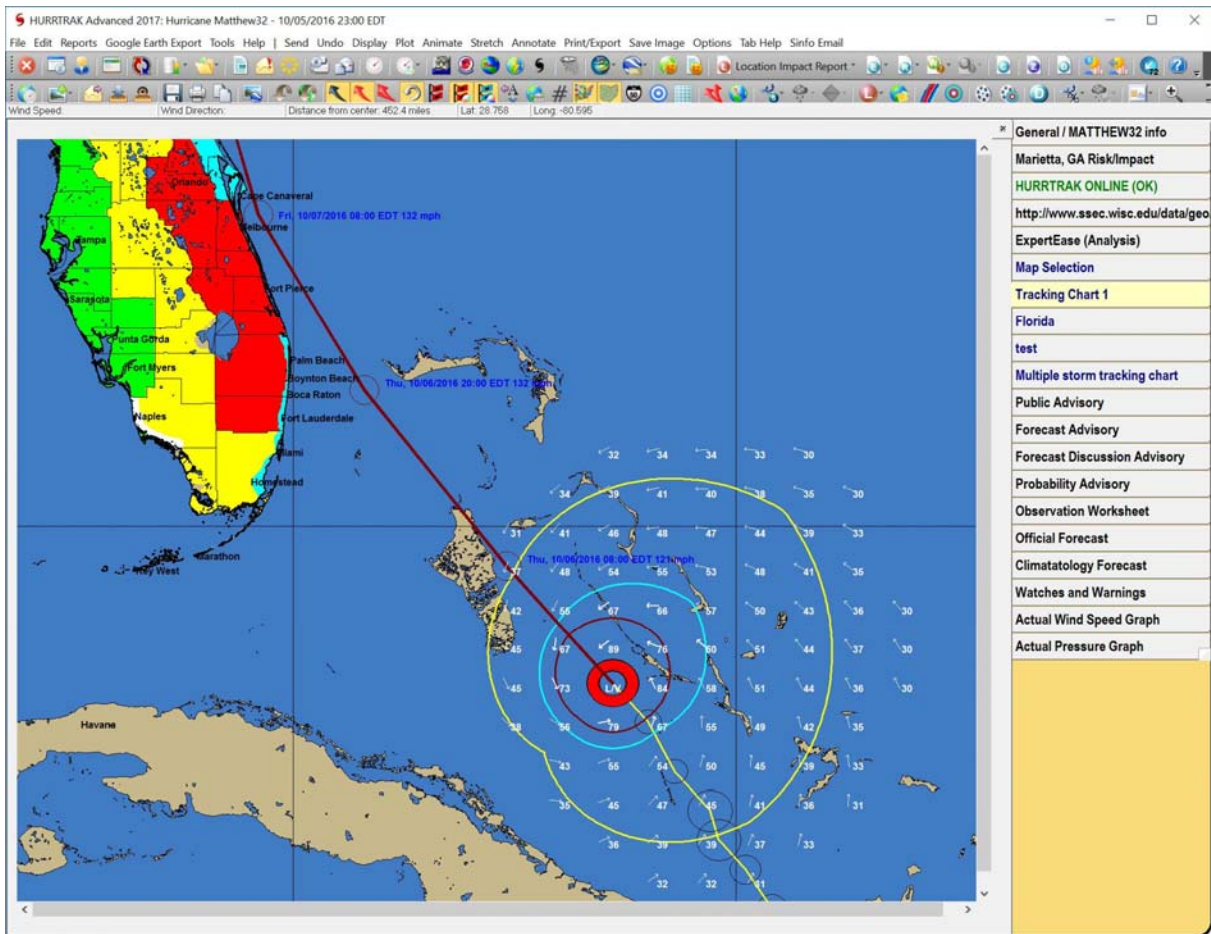 HURRTRAK Advanced 2017: Hurricane Matthew32 - 10/05/2016 23:00 EDT
File Edit Reports Google Earth Export Tools Help | Send Undo Display Plot Animate Stretch Annotate Print/Export Save Image Options Tab Help Sinfo Email
Location Impact Report
Wind Speed: Wind Direction: Distance from center: 452.4 miles Lat: 28.758 Long: -80.595
Orlando
Cape Canaveral
Fri, 10/07/2016 08:00 EDT 132 mph
Melbourne
Tampa
Fort Pierce
Sarasota
Punta Gorda
Palm Beach
Fort Myers
Boynton Beach
Thu, 10/06/2016 20:00 EDT 132 mph
Boca Raton
Naples
Fort Lauderdale
Miami
Homestead
Marathon
Key West
Thu, 10/06/2016 08:00 EDT 121 mph
Havana
32 34 34 33 30
34 39 41 40 38 35 30
31 41 46 48 47 44 39 33
37 48 54 55 53 48 41 35
42 55 67 66 57 50 43 36 30
45 67 89 76 60 51 44 37 30
45 73 L/V 84 58 51 44 36 30
38 56 79 67 55 49 42 35
43 55 54 50 45 39 33
35 45 47 45 41 36 31
36 39 39 37 33
32 32 31
General / MATTHEW32 info
Marietta, GA Risk/Impact
HURRTRAK ONLINE (OK)
http://www.ssec.wisc.edu/data/geo
ExpertEase (Analysis)
Map Selection
Tracking Chart 1
Florida
test
Multiple storm tracking chart
Public Advisory
Forecast Advisory
Forecast Discussion Advisory
Probability Advisory
Observation Worksheet
Official Forecast
Climatatology Forecast
Watches and Warnings
Actual Wind Speed Graph
Actual Pressure Graph